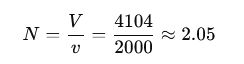 N = V/v = 4104/2000 ≈ 2.05